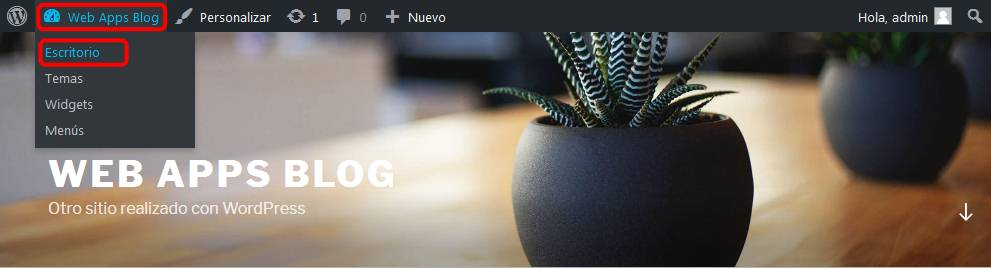 Web Apps Blog Personalizar 1 0 Nuevo Hola, admin
Escritorio
Temas
Widgets
Menús
WEB APPS BLOG
Otro sitio realizado con WordPress